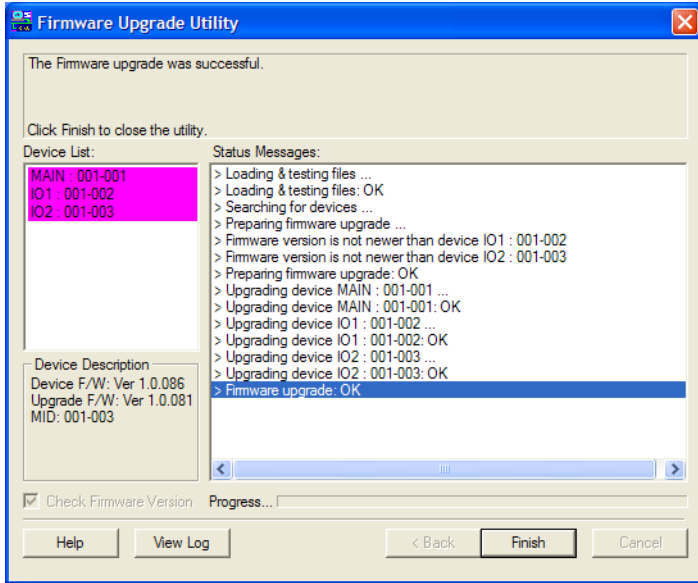 Firmware Upgrade Utility
The Firmware upgrade was successful.
Click Finish to close the utility.
Device List:
MAIN : 001-001
IO1 : 001-002
IO2 : 001-003
Status Messages:
> Loading & testing files ...
> Loading & testing files: OK
> Searching for devices ...
> Preparing firmware upgrade ...
> Firmware version is not newer than device IO1 : 001-002
> Firmware version is not newer than device IO2 : 001-003
> Preparing firmware upgrade: OK
> Upgrading device MAIN : 001-001 ...
> Upgrading device MAIN : 001-001: OK
> Upgrading device IO1 : 001-002 ...
> Upgrading device IO1 : 001-002: OK
> Upgrading device IO2 : 001-003 ...
> Upgrading device IO2 : 001-003: OK
> Firmware upgrade: OK
Device Description
Device F/W: Ver 1.0.086
Upgrade F/W: Ver 1.0.081
MID: 001-003
Check Firmware Version
Progress...
Help
View Log
< Back
Finish
Cancel